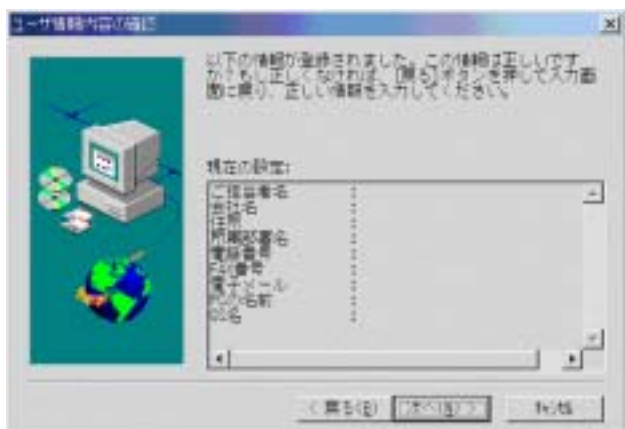 ユーザ情報内容の確認
以下の情報が登録されました。この情報は正しいです
か？もし正しくなければ、[戻る]ボタンを押して入力画
面に戻り、正しい情報を入力してください。
現在の設定:
ご担当者名 :
会社名 :
住所 :
所属部署名 :
電話番号 :
FAX番号 :
電子メール :
PCの名前 :
OS名 :
< 戻る(B)
次へ(N) >
キャンセル